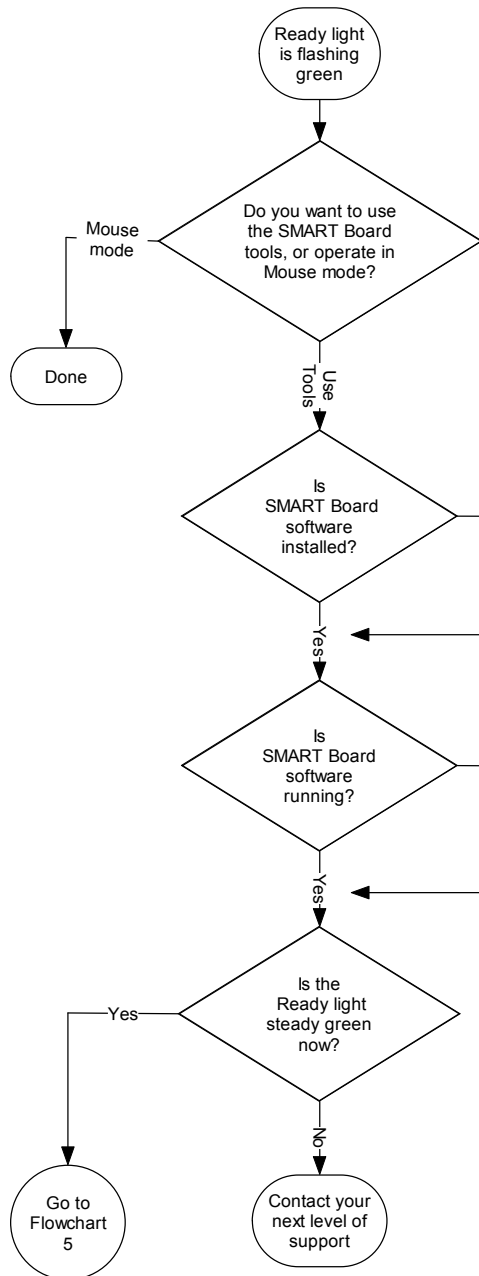 Ready light
is flashing
green
Do you want to use
the SMART Board
tools, or operate in
Mouse mode?
Mouse
mode
Done
Use
Tools
Is
SMART Board
software
installed?
Yes
Is
SMART Board
software
running?
Yes
Is the
Ready light
steady green
now?
Yes
No
Go to
Flowchart
5
Contact your
next level of
support